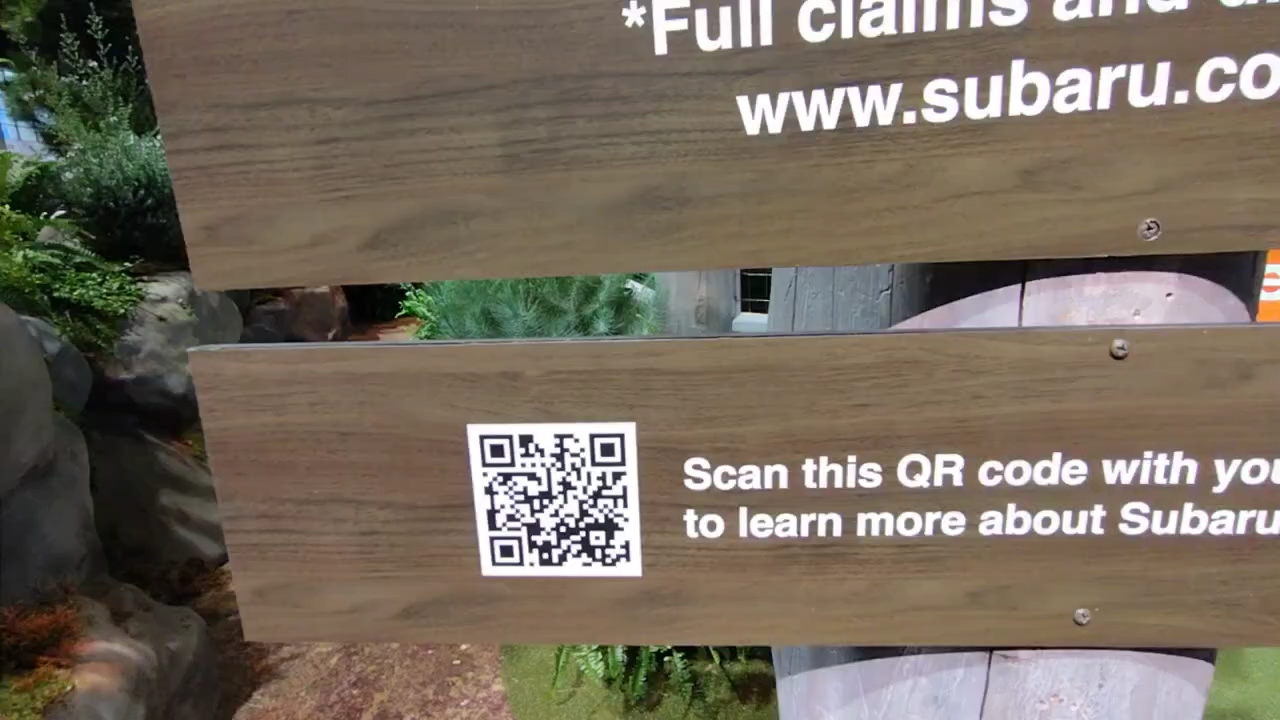 *Full claims and
www.subaru.co
Scan this QR code with you
to learn more about Subaru